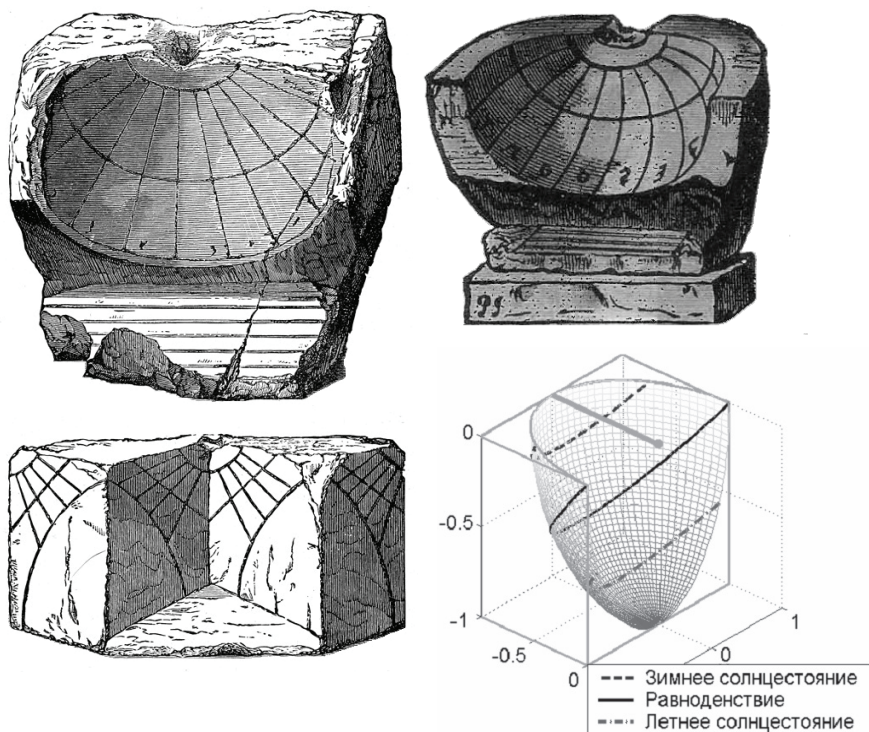 0
-0.5
-1
1
-0.5
0
0
Зимнее солнцестояние
Равноденствие
Летнее солнцестояние